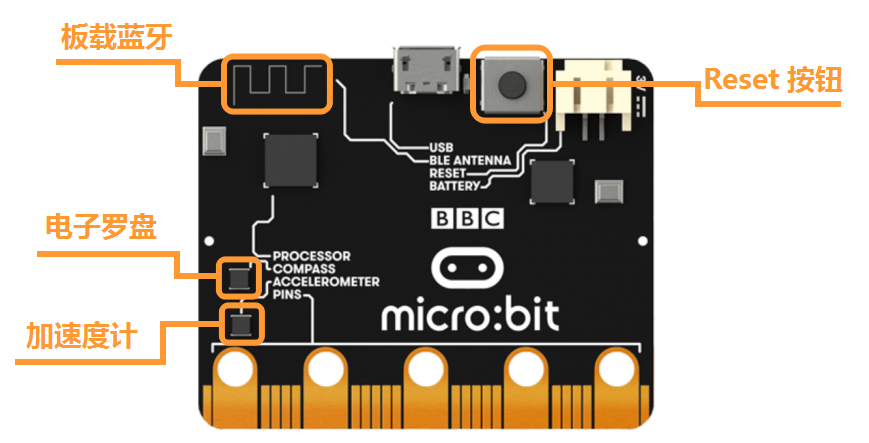 板载蓝牙
Reset 按钮
3V
USB
BLE ANTENNA
RESET
BATTERY
BBC
电子罗盘
PROCESSOR
COMPASS
ACCELEROMETER
PINS
micro:bit
加速度计